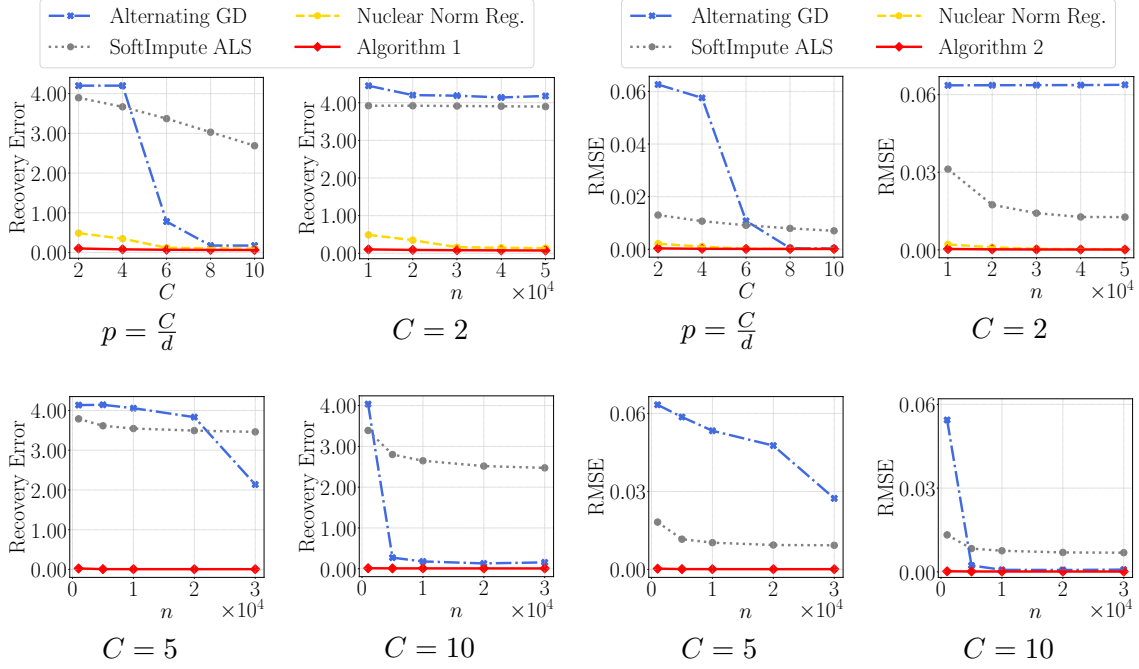 Alternating GD
Nuclear Norm Reg.
SoftImpute ALS
Algorithm 1
Alternating GD
Nuclear Norm Reg.
SoftImpute ALS
Algorithm 2
Recovery Error
4.00
3.00
2.00
1.00
0.00
2 4 6 8 10
C
p = C/d
Recovery Error
4.00
3.00
2.00
1.00
0.00
1 2 3 4 5
n ×10^4
C = 2
RMSE
0.06
0.04
0.02
0.00
2 4 6 8 10
C
p = C/d
RMSE
0.06
0.03
0.00
1 2 3 4 5
n ×10^4
C = 2
Recovery Error
4.00
3.00
2.00
1.00
0.00
0 1 2 3
n ×10^4
C = 5
Recovery Error
4.00
3.00
2.00
1.00
0.00
1 2 3
n ×10^4
C = 10
RMSE
0.06
0.03
0.00
0 1 2 3
n ×10^4
C = 5
RMSE
0.06
0.03
0.00
0 1 2 3
n ×10^4
C = 10